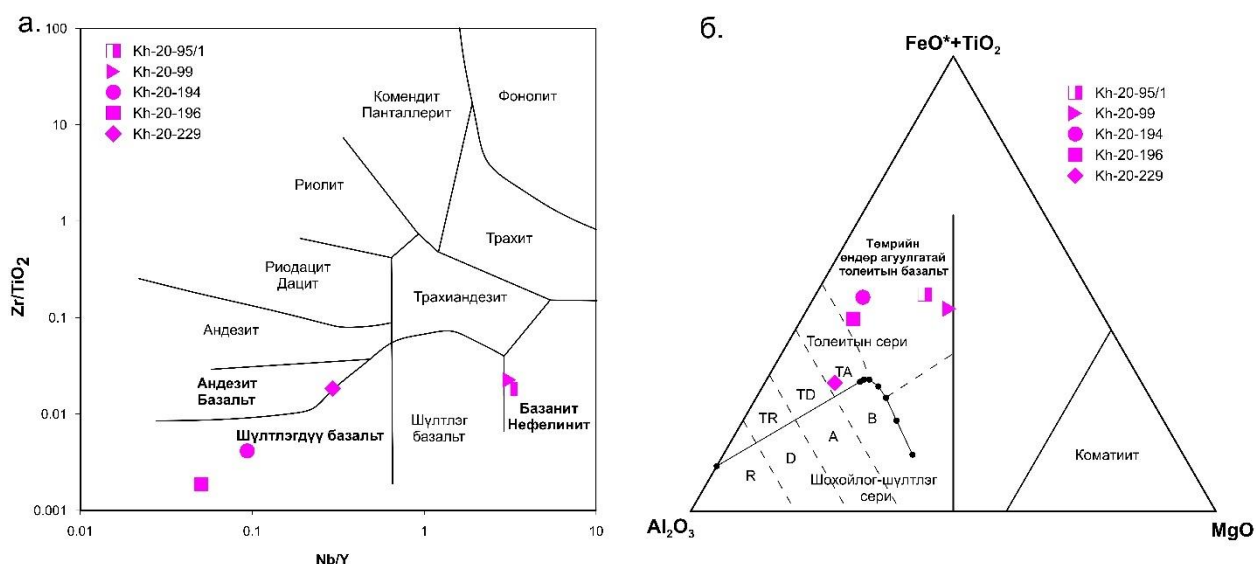 а.
100
10
1
0.1
0.01
0.001
Zr/TiO2
0.01
0.1
1
10
Nb/Y
Kh-20-95/1
Kh-20-99
Kh-20-194
Kh-20-196
Kh-20-229
Комендит
Панталлерит
Фонолит
Риолит
Трахит
Риодацит
Дацит
Трахиандезит
Андезит
Андезит
Базальт
Шүлтлэгдүү базальт
Шүлтлэг
базальт
Базанит
Нефелинит
б.
FeO*+TiO2
Kh-20-95/1
Kh-20-99
Kh-20-194
Kh-20-196
Kh-20-229
Төмрийн
өндөр агуулгатай
толеитын базальт
Толеитын сери
TA
TD
TR
B
A
D
R
Шохойлог-шүлтлэг
сери
Коматиит
Al2O3
MgO